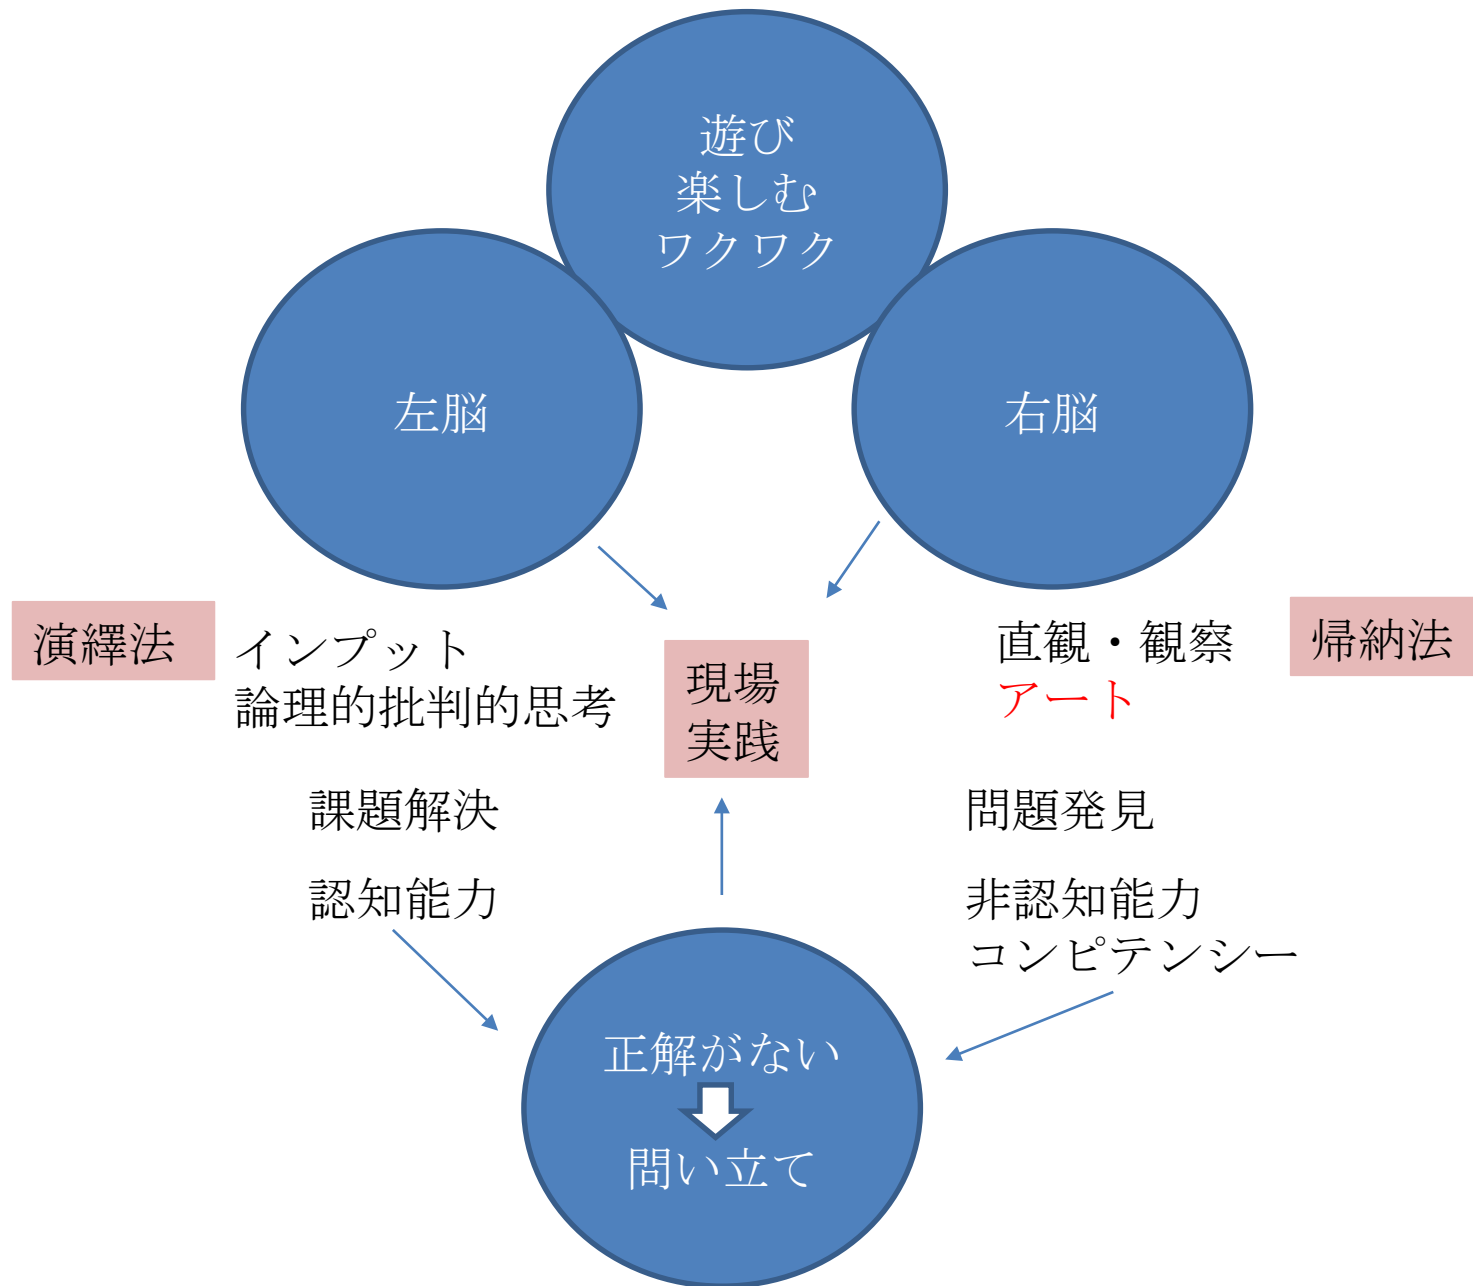 遊び
楽しむ
ワクワク
左脳
右脳
演繹法
インプット
論理的批判的思考
現場
実践
直観・観察
アート
帰納法
課題解決
問題発見
認知能力
非認知能力
コンピテンシー
正解がない
問い立て